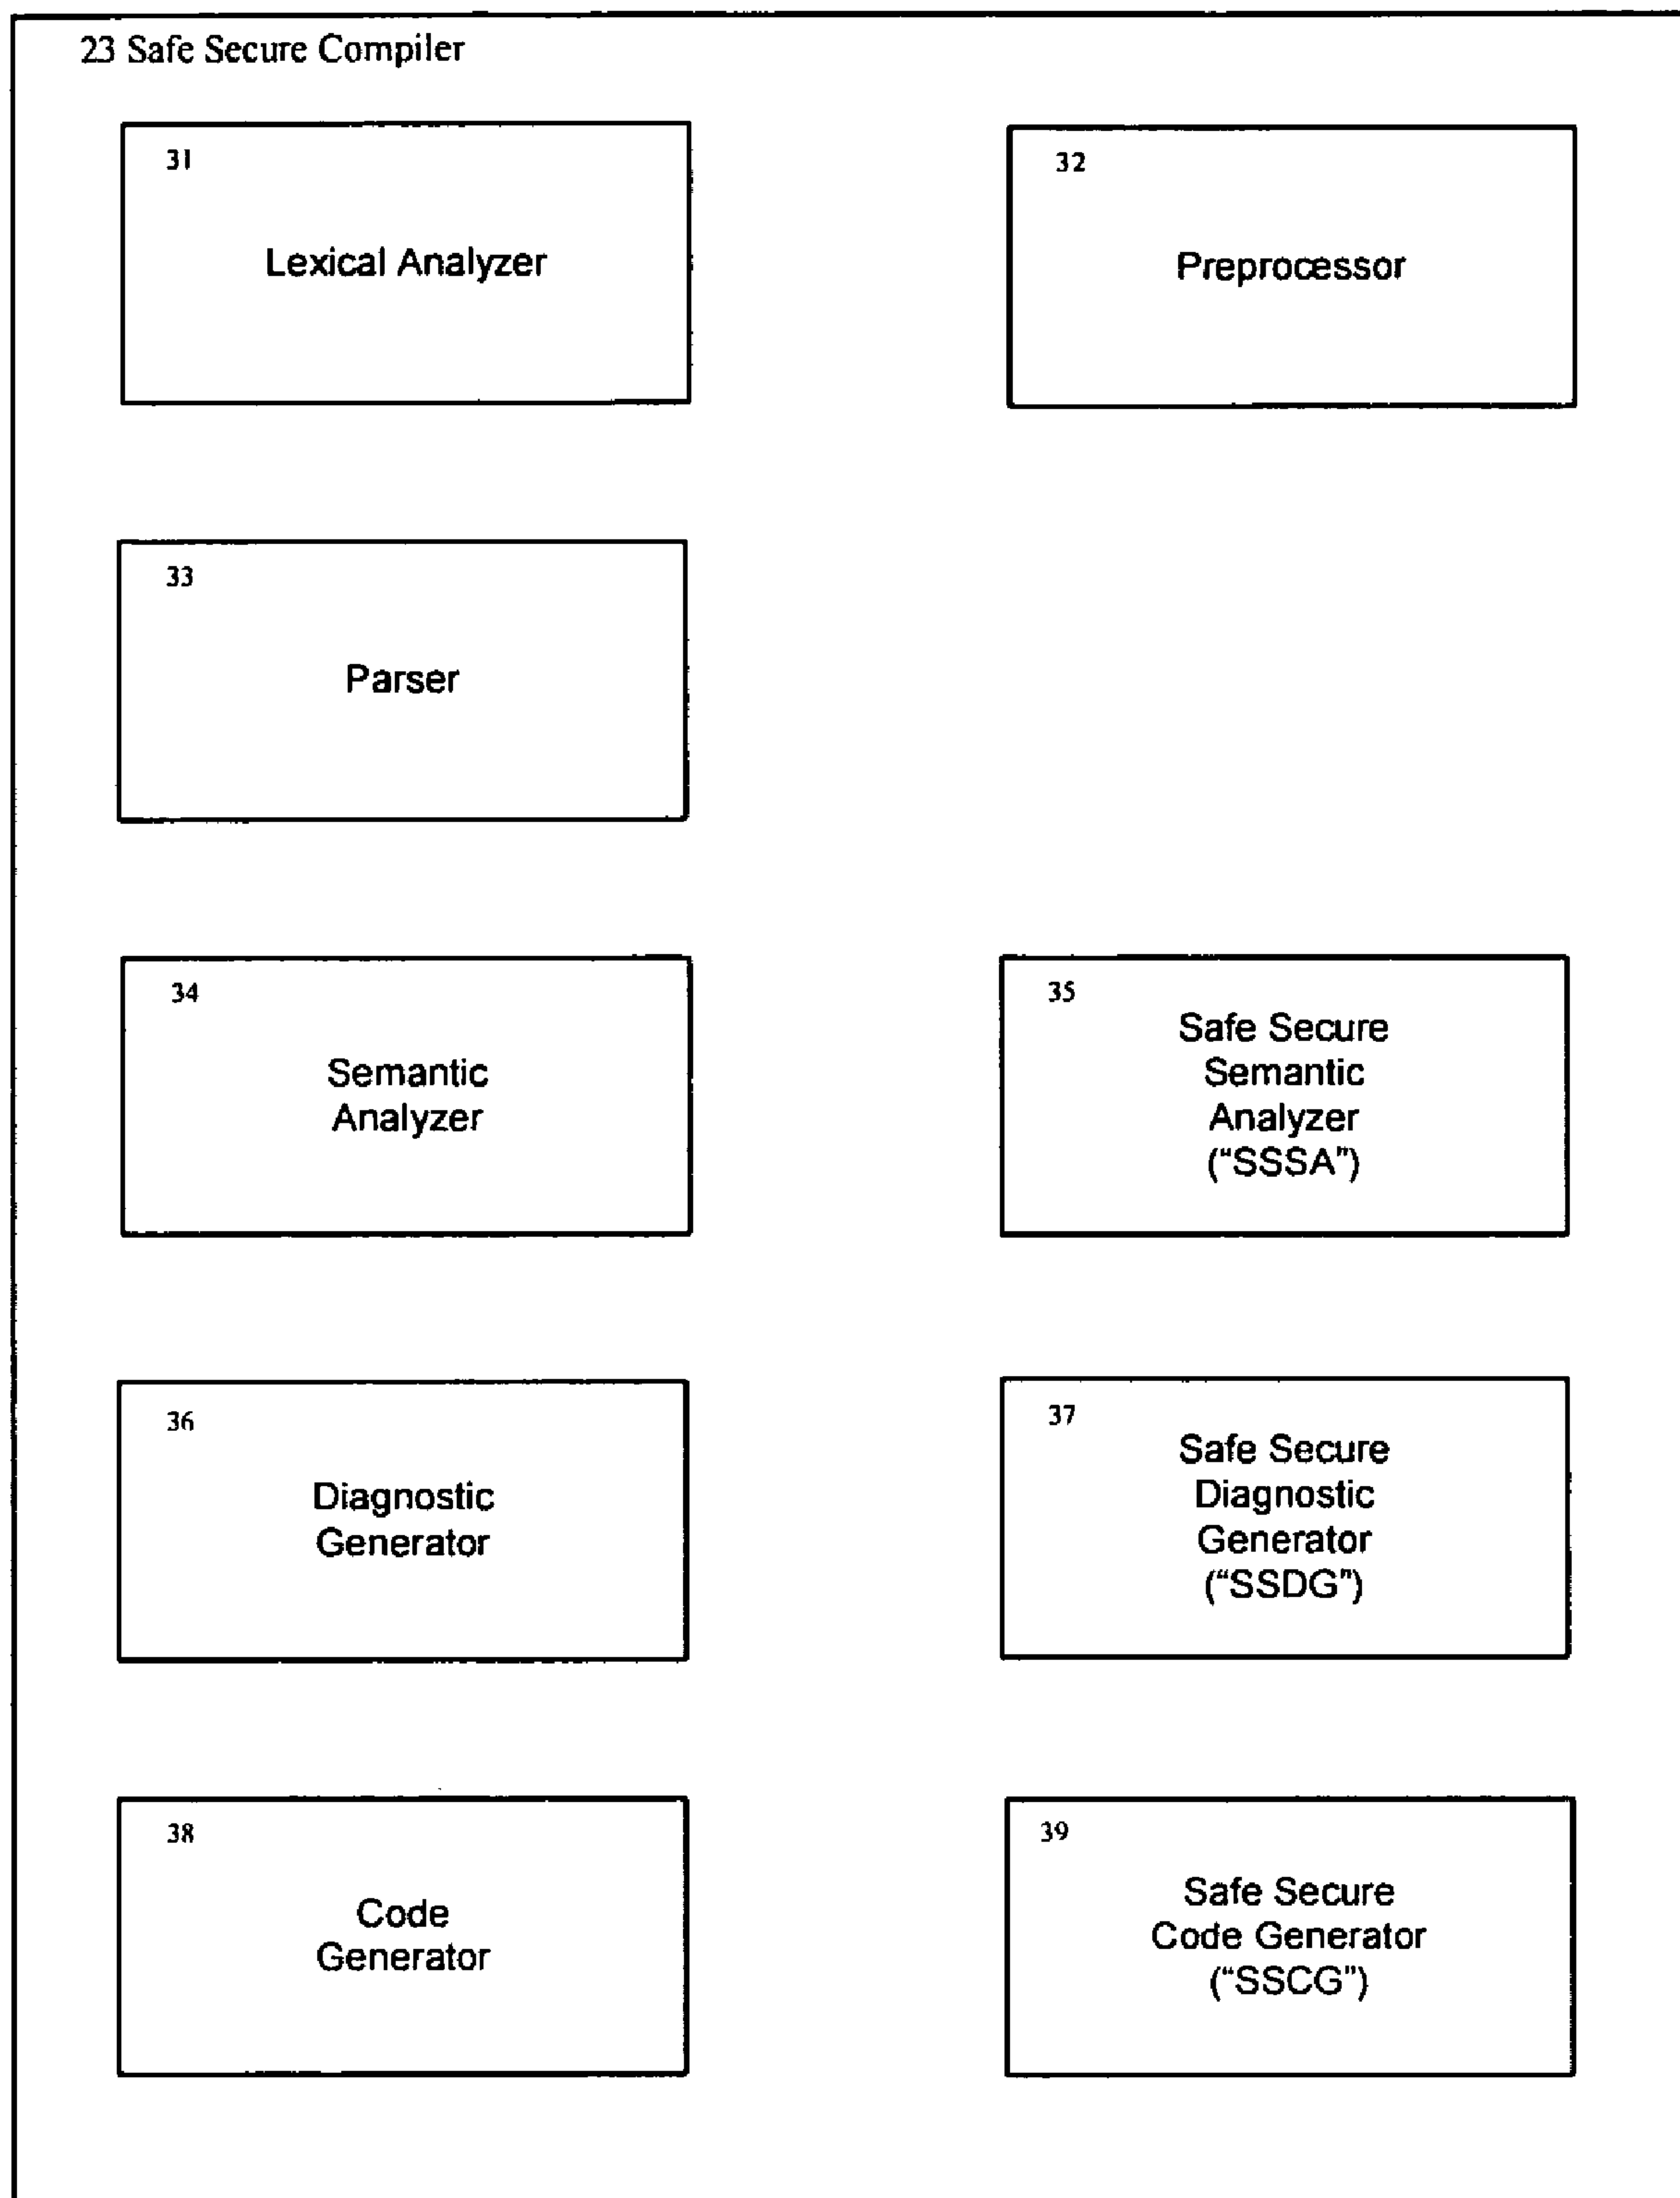 23 Safe Secure Compiler
31
Lexical Analyzer
32
Preprocessor
33
Parser
34
Semantic
Analyzer
35
Safe Secure
Semantic
Analyzer
("SSSA")
36
Diagnostic
Generator
37
Safe Secure
Diagnostic
Generator
("SSDG")
38
Code
Generator
39
Safe Secure
Code Generator
("SSCG")